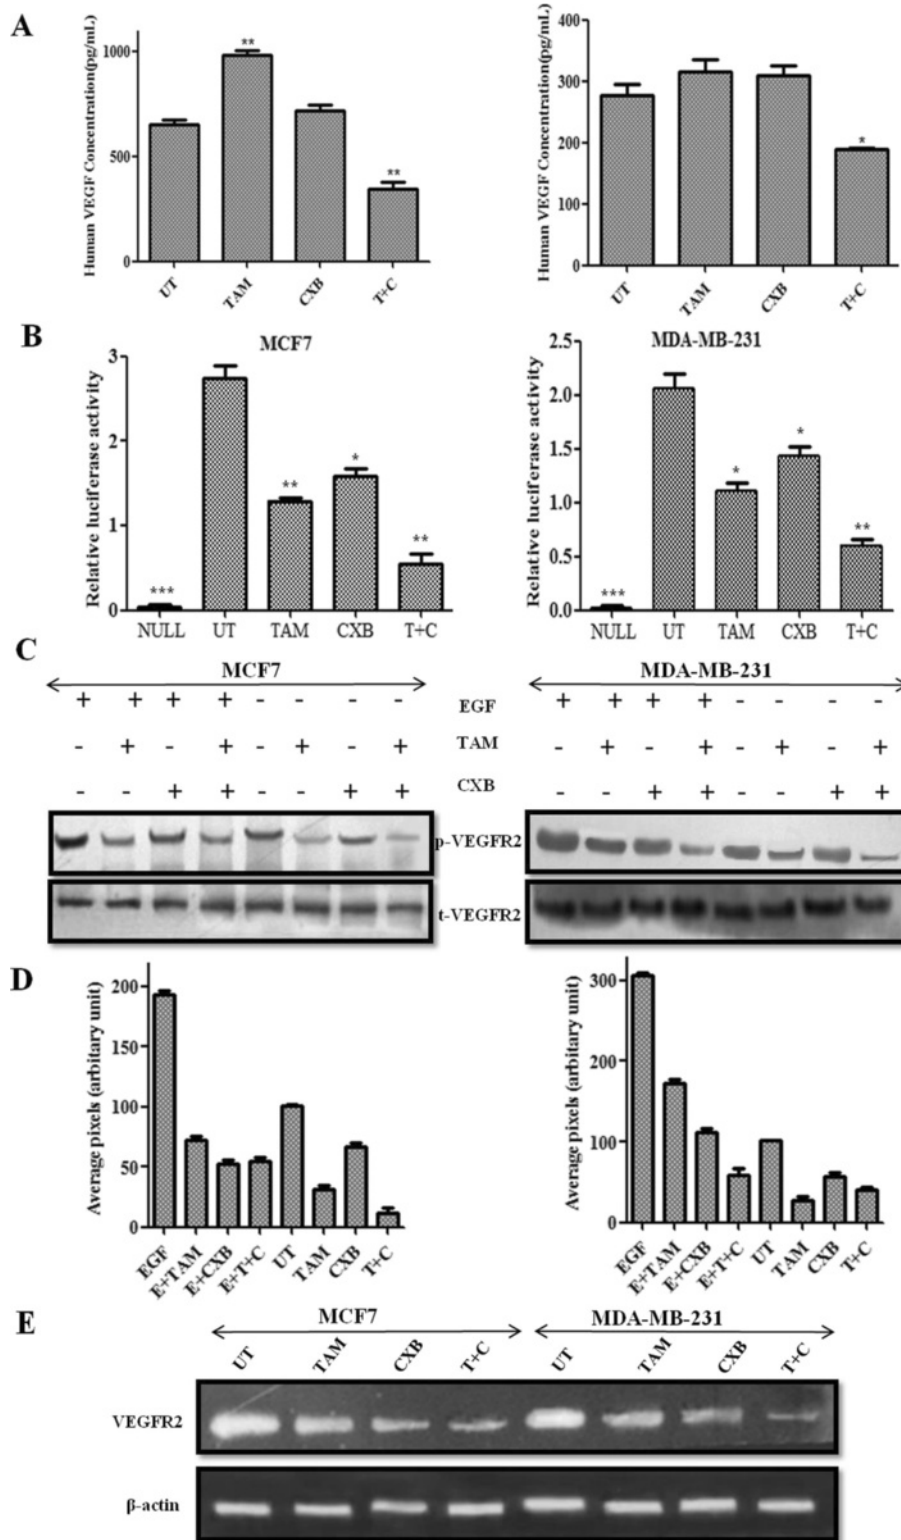 A
Human VEGF Concentration(pg/mL)
1000
500
0
**
**
UT
TAM
CXB
T+C
Human VEGF Concentration(pg/mL)
400
300
200
100
0
*
UT
TAM
CXB
T+C
B
MCF7
Relative luciferase activity
3
2
1
0
***
**
*
**
NULL UT TAM CXB T+C
MDA-MB-231
Relative luciferase activity
2.5
2.0
1.5
1.0
0.5
0.0
***
*
*
**
NULL UT TAM CXB T+C
C
MCF7
MDA-MB-231
+ + + + - - - - EGF + + + + - - - -
- + - + - + - + TAM - + - + - + - +
- - + + - - + + CXB - - + + - - + +
p-VEGFR2
t-VEGFR2
D
Average pixels (arbitary unit)
200
150
100
50
0
EGF
E+TAM
E+CXB
E+T+C
UT
TAM
CXB
T+C
Average pixels (arbitary unit)
300
200
100
0
EGF
E+TAM
E+CXB
E+T+C
UT
TAM
CXB
T+C
E
MCF7
MDA-MB-231
UT TAM CXB T+C UT TAM CXB T+C
VEGFR2
β-actin